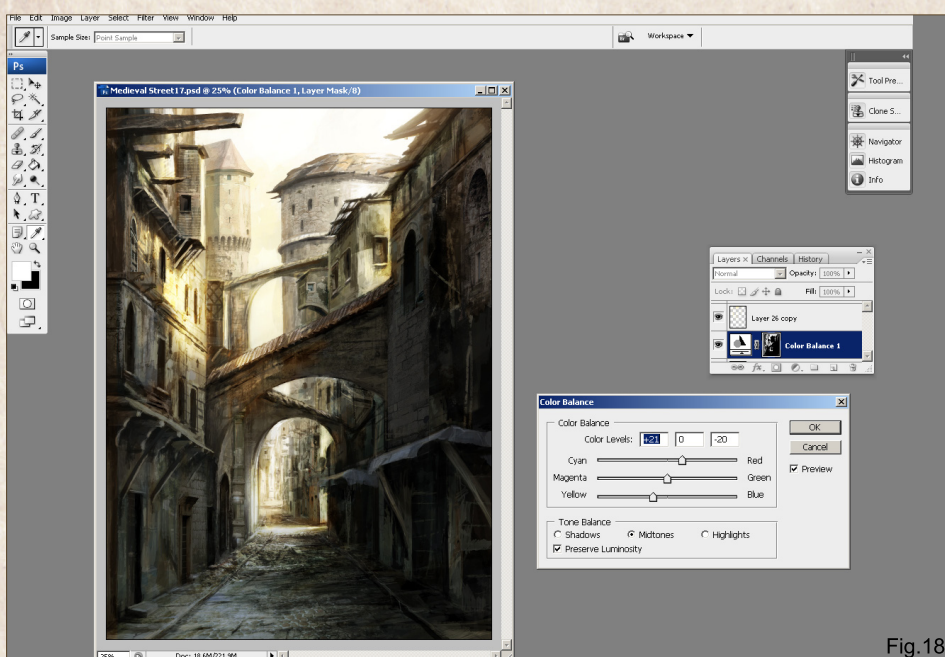 File Edit Image Layer Select Filter View Window Help
Sample Size: Point Sample
Workspace
Ps
Tool Pre...
Clone S...
Navigator
Histogram
Info
Medieval Street17.psd @ 25% (Color Balance 1, Layer Mask/8)
Layers × Channels History
Normal Opacity: 100%
Lock: Fill: 100%
Layer 26 copy
Color Balance 1
Color Balance
Color Balance
Color Levels: +21 0 -20
Cyan Red
Magenta Green
Yellow Blue
OK
Cancel
Preview
Tone Balance
Shadows Midtones Highlights
Preserve Luminosity
25% Doc: 18.6M/221.9M
Fig.18